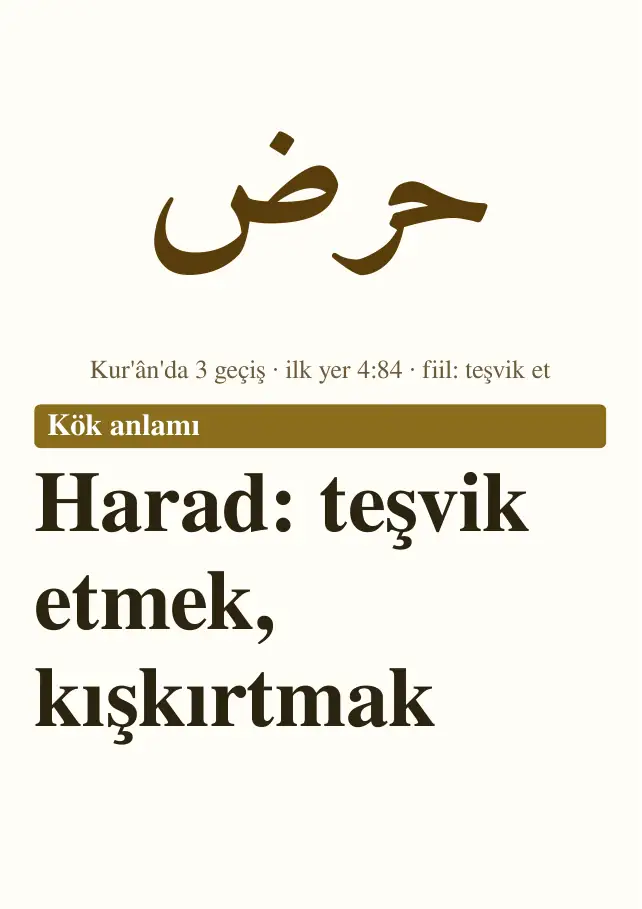 حرض
Kur'ân'da 3 geçiş · ilk yer 4:84 · fiil: teşvik et
Kök anlamı
Harad: teşvik
etmek,
kışkırtmak